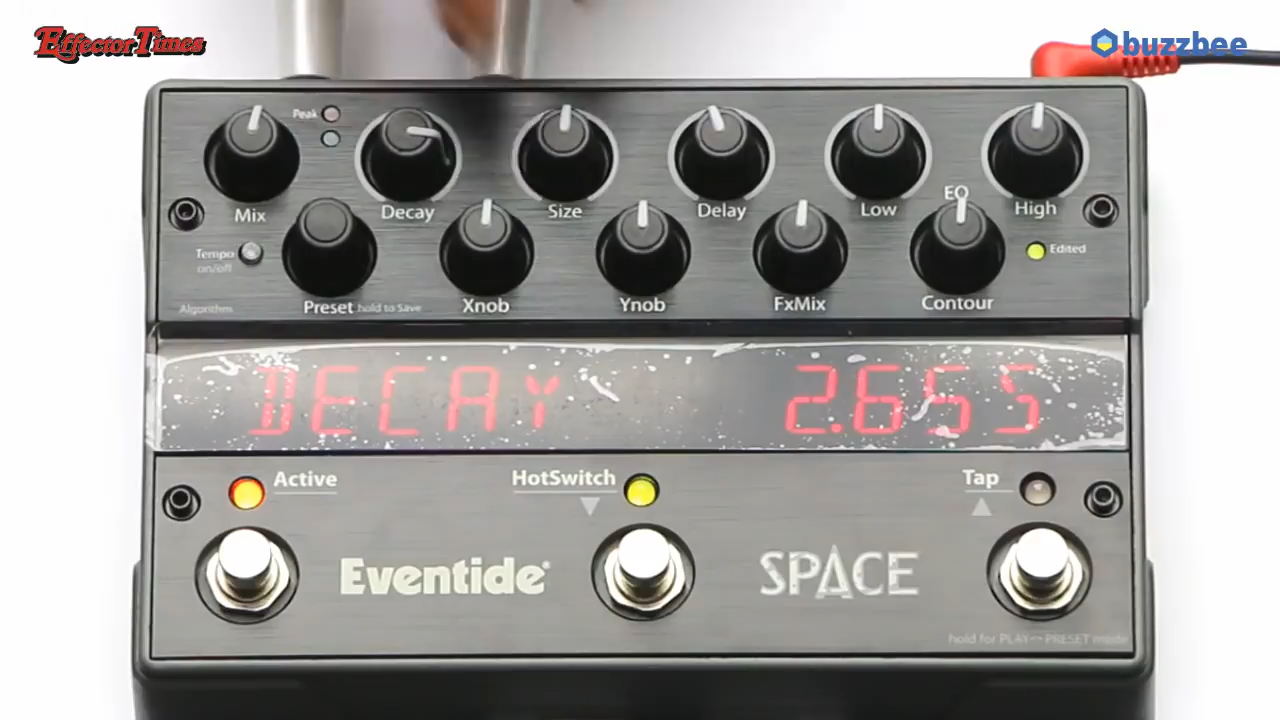 Effector Times
buzzbee
Peak
Mix
Decay
Size
Delay
Low
EQ
High
Tempo
on/off
Edited
Algorithm
Preset hold to Save
Xnob
Ynob
FxMix
Contour
DECAY 2.65S
Active
HotSwitch
Tap
Eventide®
SPACE
hold for PLAY↔PRESET mode